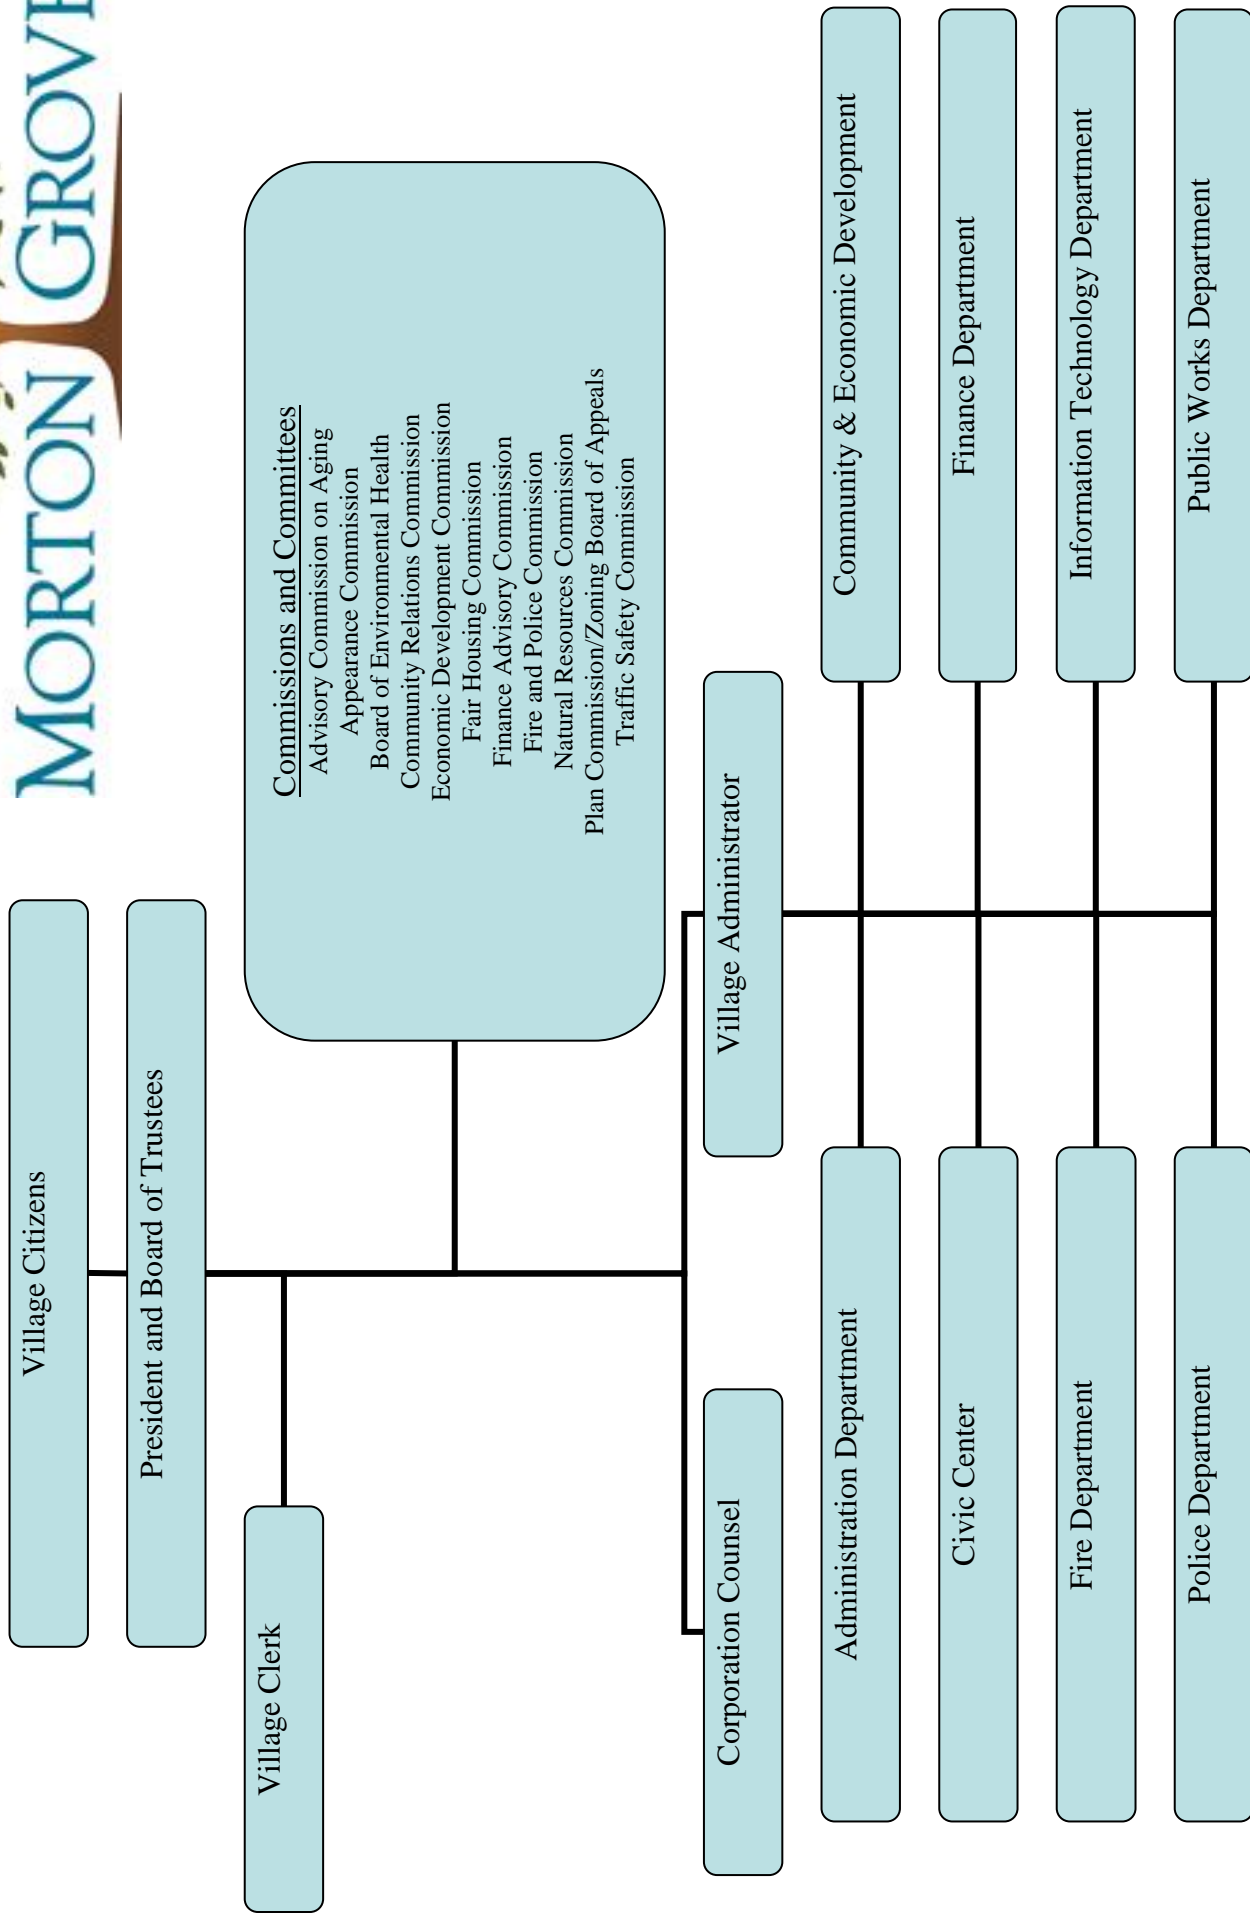 MORTON GROVE
Village Citizens
President and Board of Trustees
Village Clerk
Commissions and Committees
Advisory Commission on Aging
Appearance Commission
Board of Environmental Health
Community Relations Commission
Economic Development Commission
Fair Housing Commission
Finance Advisory Commission
Fire and Police Commission
Natural Resources Commission
Plan Commission/Zoning Board of Appeals
Traffic Safety Commission
Corporation Counsel
Village Administrator
Administration Department
Community & Economic Development
Civic Center
Finance Department
Fire Department
Information Technology Department
Police Department
Public Works Department